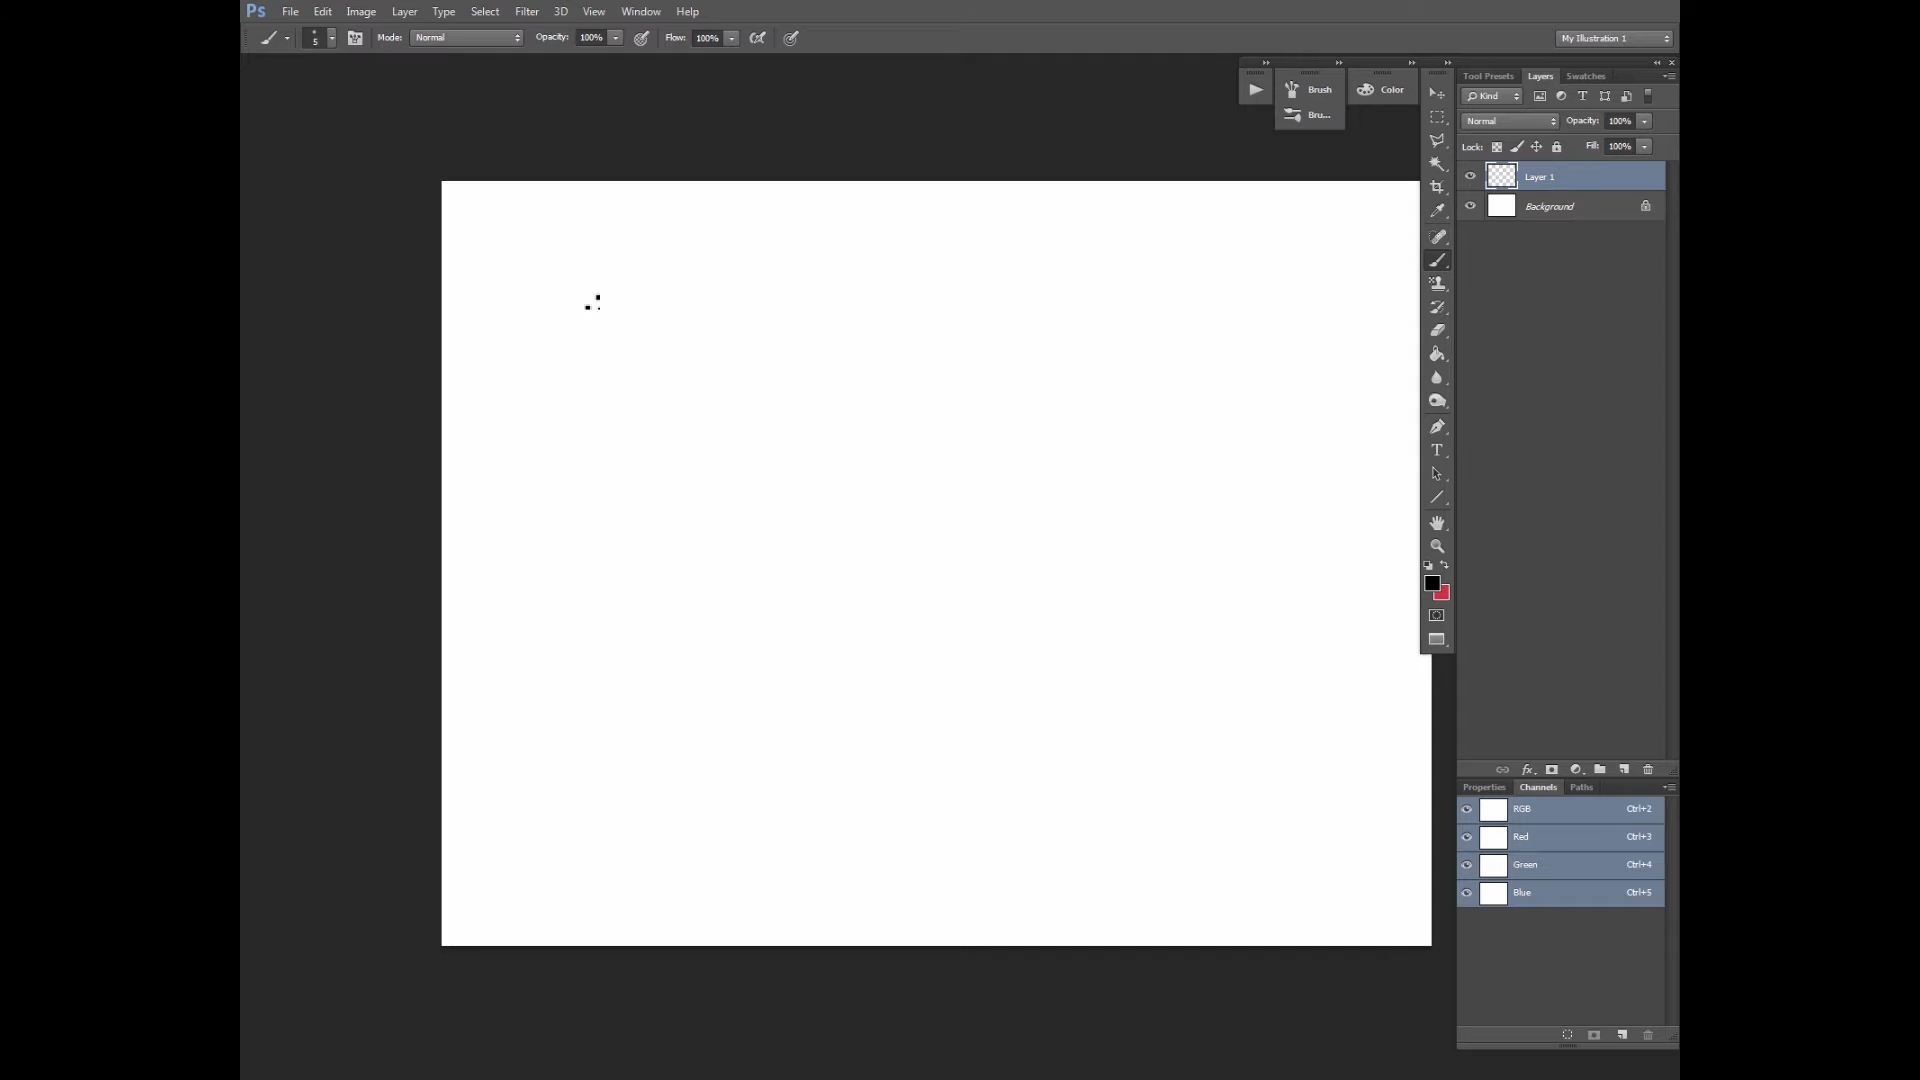 Ps File Edit Image Layer Type Select Filter 3D View Window Help
5 Mode: Normal Opacity: 100% Flow: 100% My Illustration 1
Brush Color
Bru...
Tool Presets Layers Swatches
Kind T
Normal Opacity: 100%
Lock: Fill: 100%
Layer 1
Background
T
fx
Properties Channels Paths
RGB Ctrl+2
Red Ctrl+3
Green Ctrl+4
Blue Ctrl+5